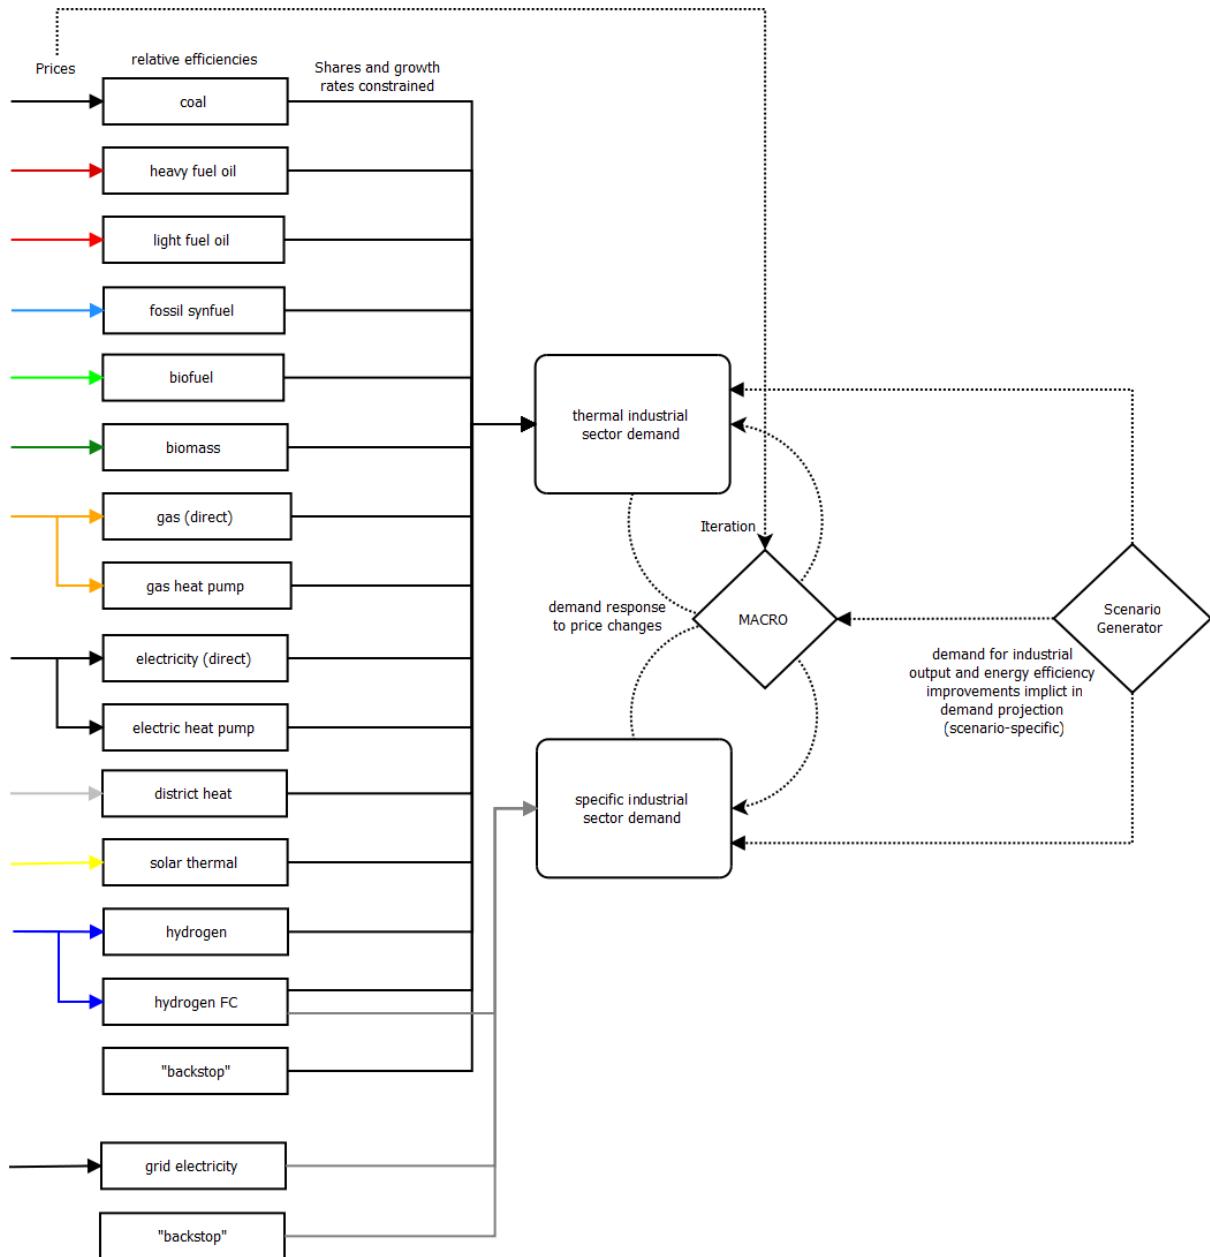 Prices
relative efficiencies
Shares and growth
rates constrained
coal
heavy fuel oil
light fuel oil
fossil synfuel
biofuel
biomass
gas (direct)
gas heat pump
electricity (direct)
electric heat pump
district heat
solar thermal
hydrogen
hydrogen FC
"backstop"
grid electricity
"backstop"
thermal industrial
sector demand
Iteration
demand response
to price changes
MACRO
specific industrial
sector demand
Scenario
Generator
demand for industrial
output and energy efficiency
improvements implict in
demand projection
(scenario-specific)